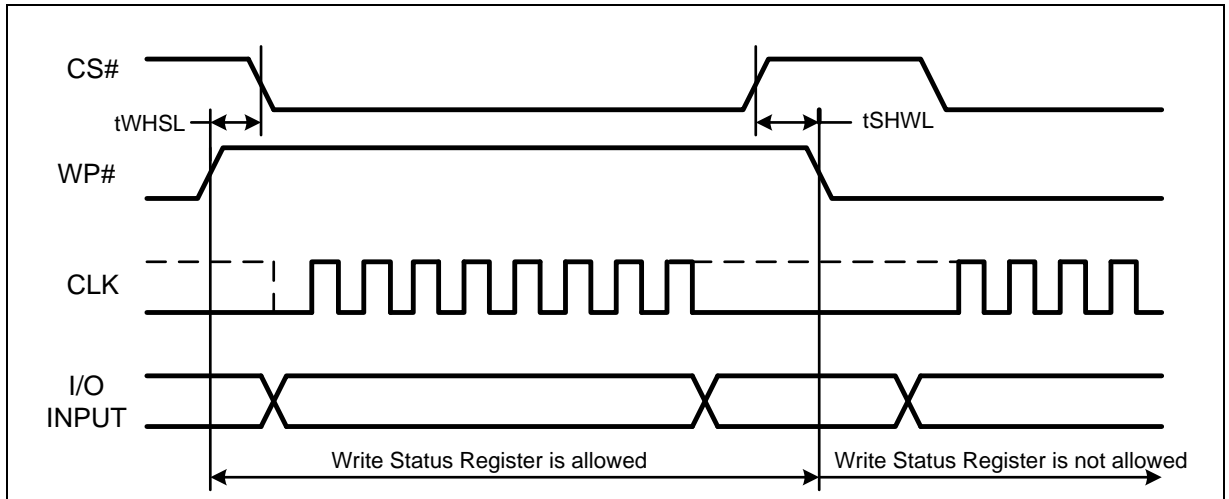 CS#
tWHSL
tSHWL
WP#
CLK
I/O
INPUT
Write Status Register is allowed
Write Status Register is not allowed